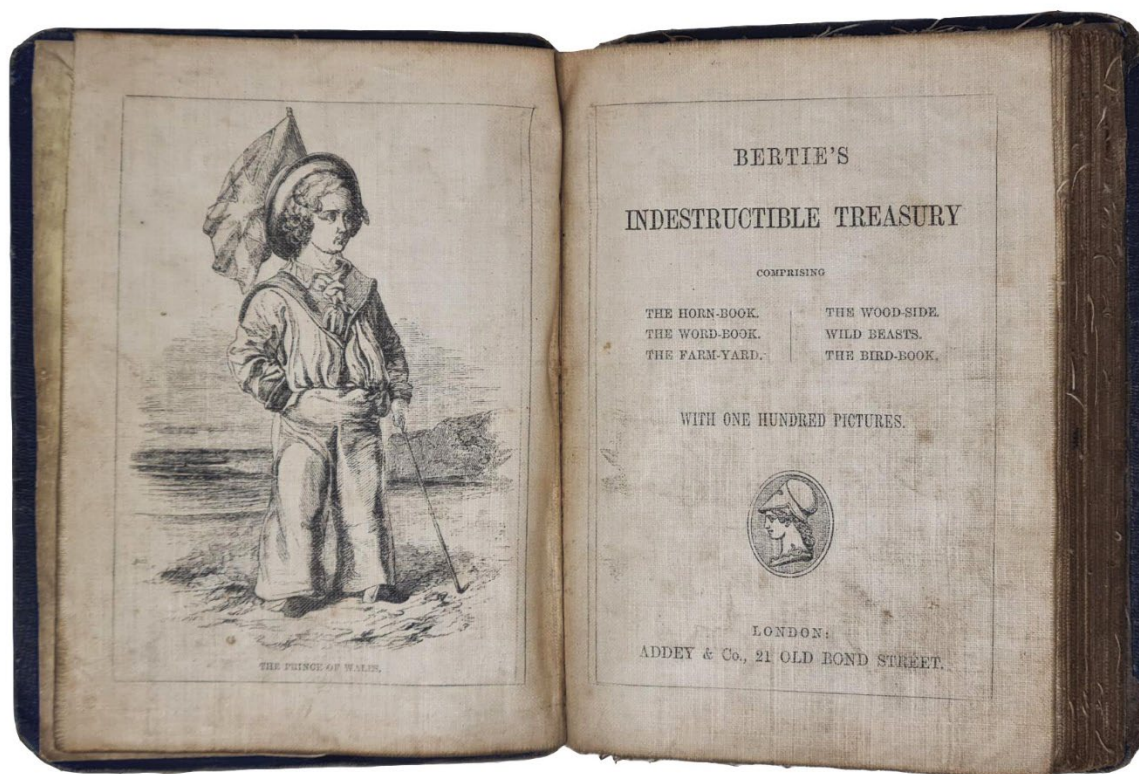 THE PRINCE OF WALES.
BERTIE'S
INDESTRUCTIBLE TREASURY
COMPRISING
THE HORN-BOOK.
THE WORD-BOOK.
THE FARM-YARD.
THE WOOD-SIDE.
WILD BEASTS.
THE BIRD-BOOK.
WITH ONE HUNDRED PICTURES.
LONDON:
ADDEY & Co., 21 OLD BOND STREET.